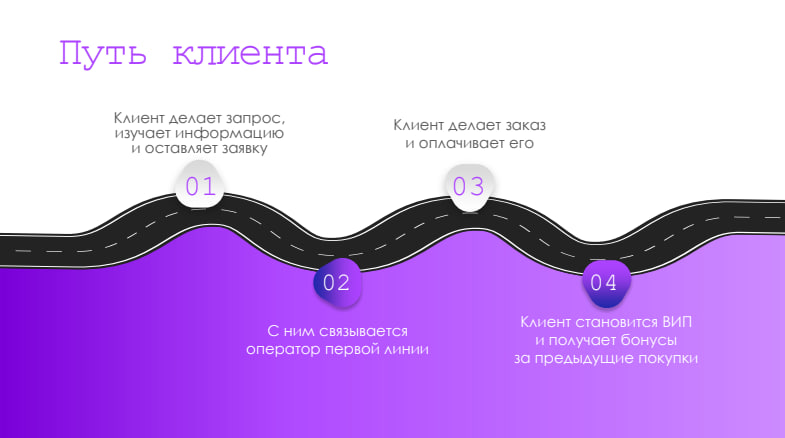 Путь клиента
Клиент делает запрос,
изучает информацию
и оставляет заявку
01
С ним связывается
оператор первой линии
02
Клиент делает заказ
и оплачивает его
03
Клиент становится ВИП
и получает бонусы
за предыдущие покупки
04